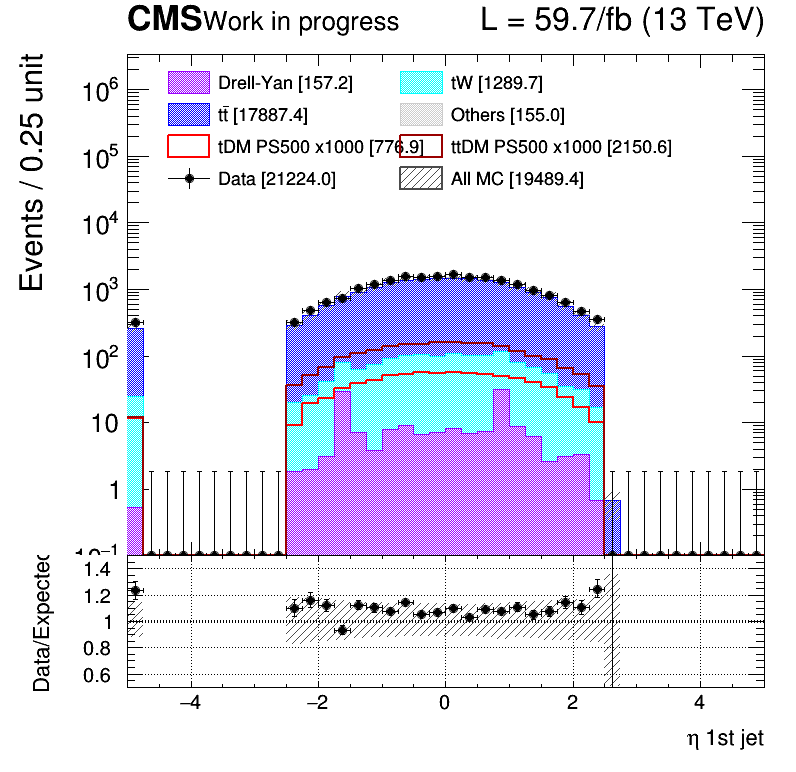 CMS Work in progress L = 59.7/fb (13 TeV)
Events / 0.25 unit
Drell-Yan [157.2] tW [1289.7]
tt̄ [17887.4] Others [155.0]
tDM PS500 x1000 [776.9] ttDM PS500 x1000 [2150.6]
Data [21224.0] All MC [19489.4]
10⁶
10⁵
10⁴
10³
10²
10
1
10⁻¹
Data/Expected
1.4
1.2
1
0.8
0.6
−4 −2 0 2 4
η 1st jet